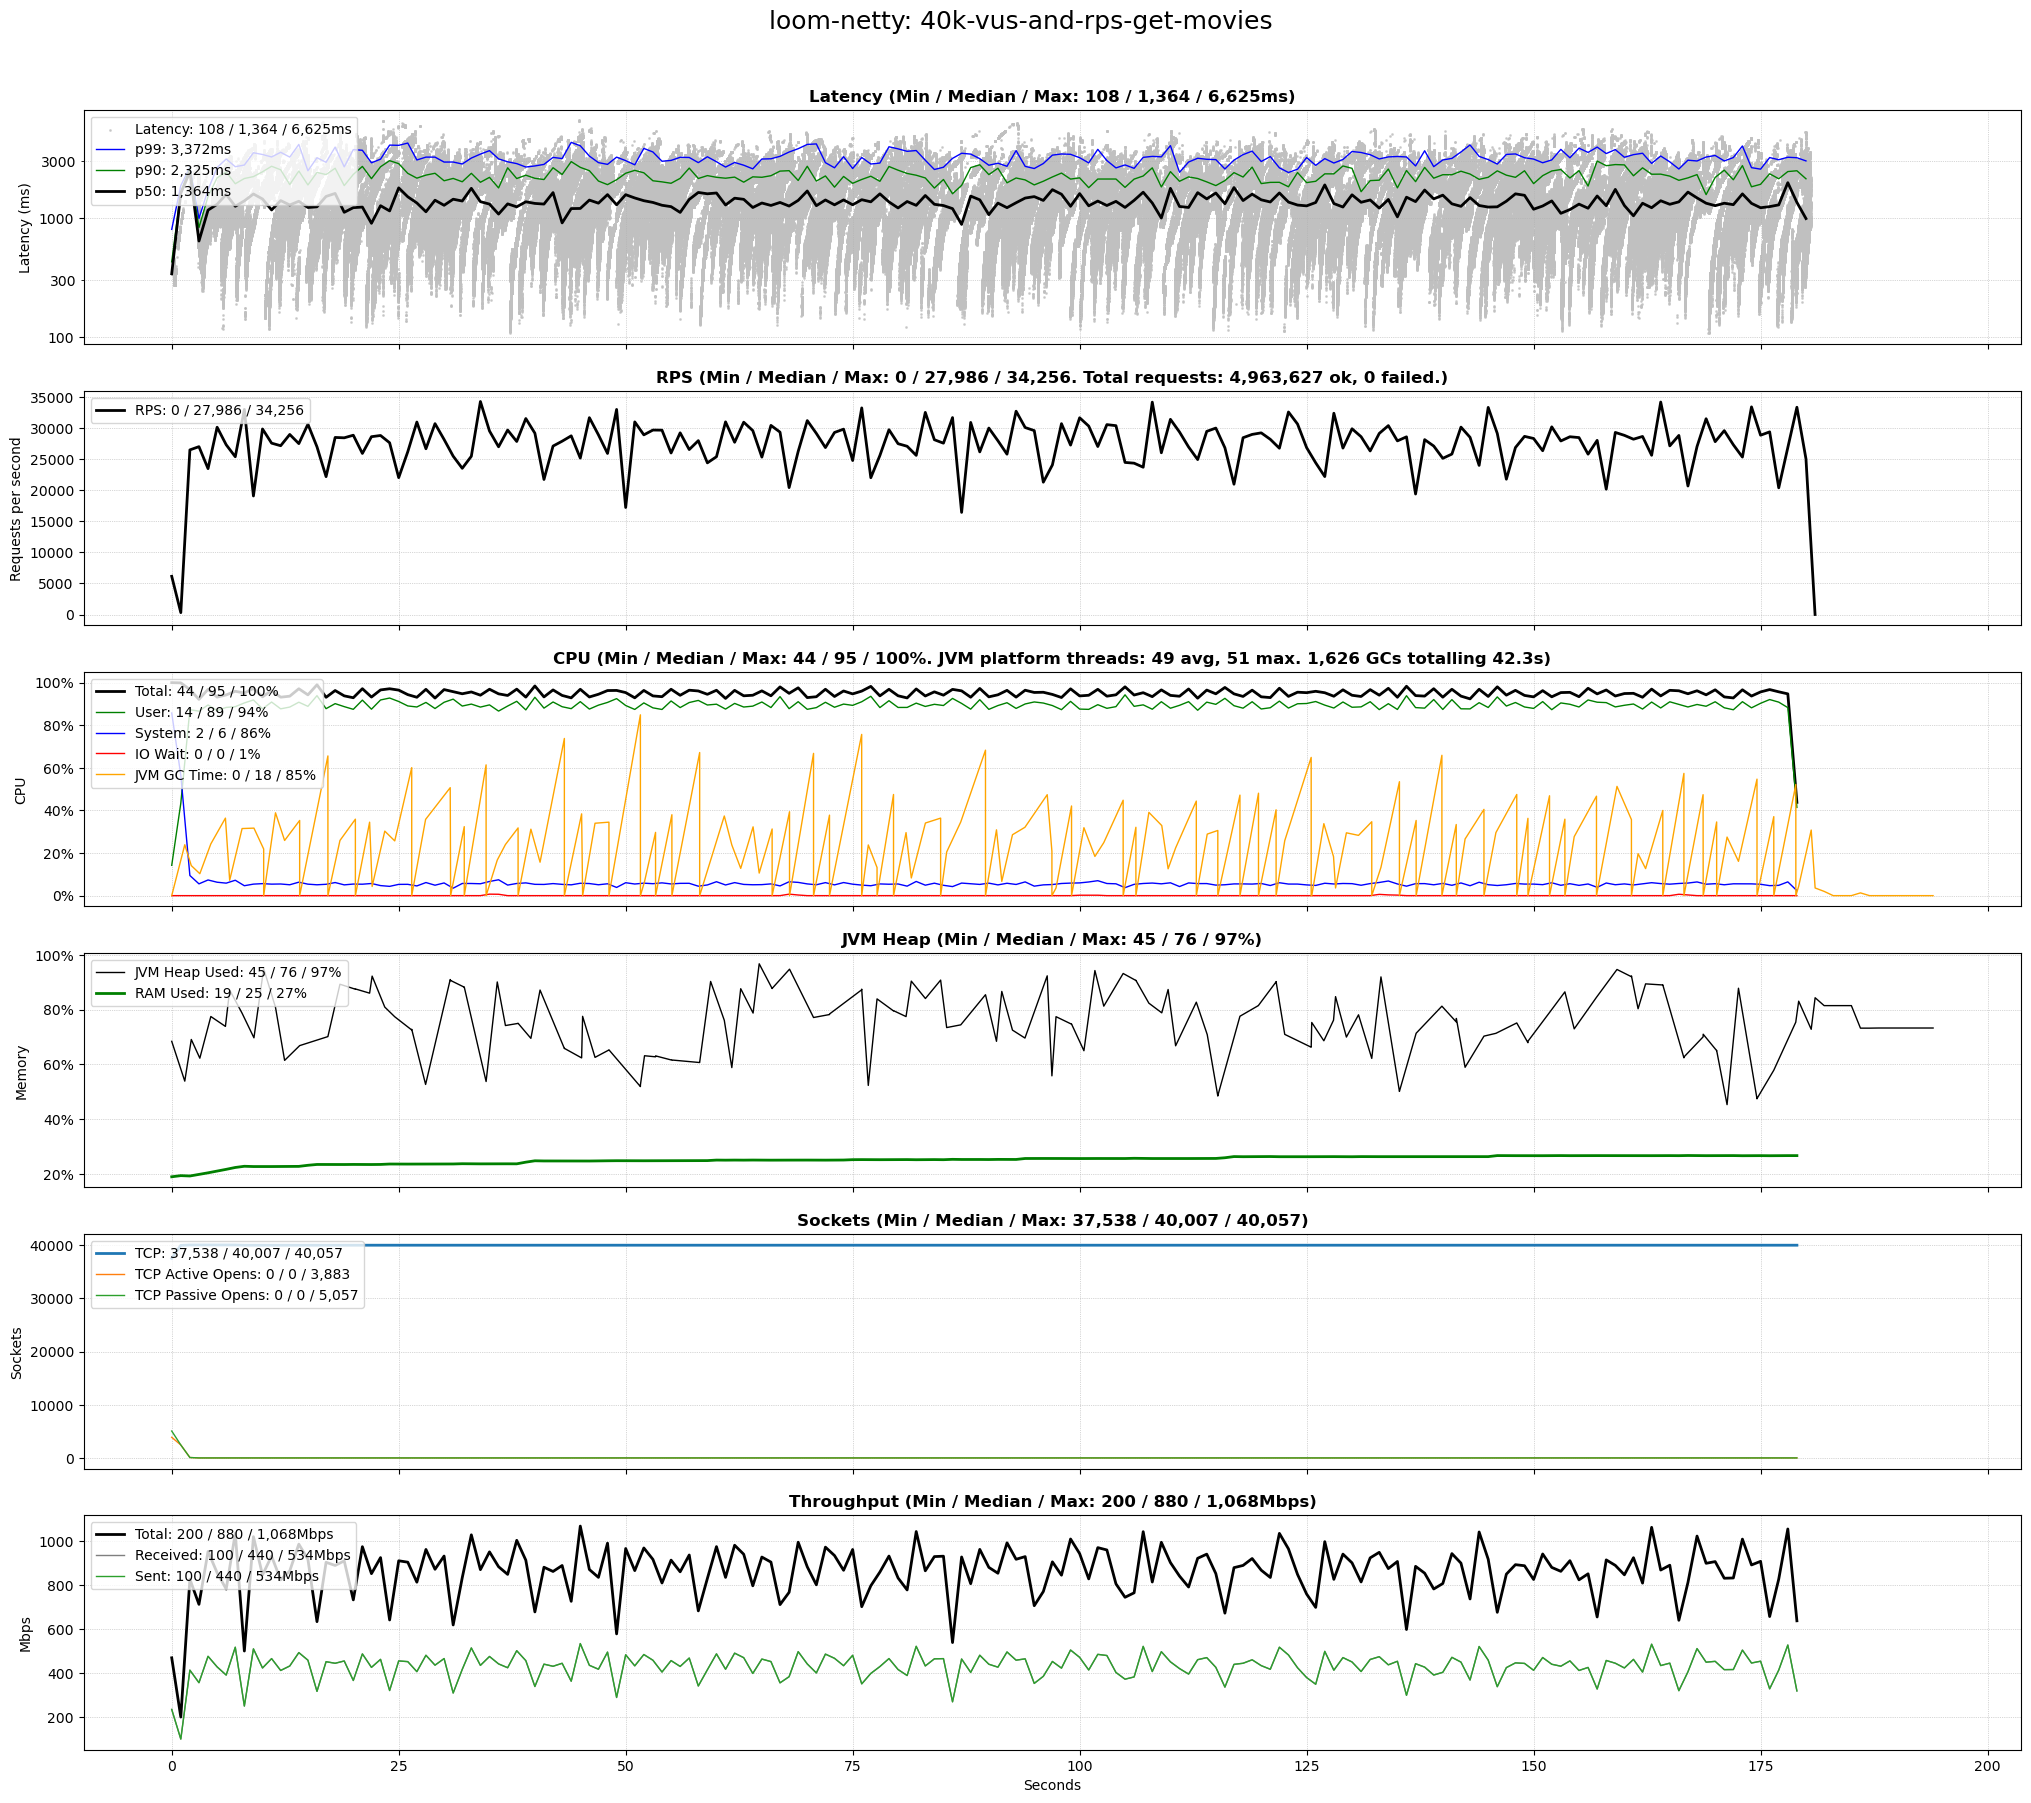 loom-netty: 40k-vus-and-rps-get-movies
Latency (Min / Median / Max: 108 / 1,364 / 6,625ms)
Latency: 108 / 1,364 / 6,625ms
p99: 3,372ms
p90: 2,325ms
p50: 1,364ms
Latency (ms)
3000
1000
300
100
RPS (Min / Median / Max: 0 / 27,986 / 34,256. Total requests: 4,963,627 ok, 0 failed.)
RPS: 0 / 27,986 / 34,256
Requests per second
35000
30000
25000
20000
15000
10000
5000
0
CPU (Min / Median / Max: 44 / 95 / 100%. JVM platform threads: 49 avg, 51 max. 1,626 GCs totalling 42.3s)
Total: 44 / 95 / 100%
User: 14 / 89 / 94%
System: 2 / 6 / 86%
IO Wait: 0 / 0 / 1%
JVM GC Time: 0 / 18 / 85%
CPU
100%
80%
60%
40%
20%
0%
JVM Heap (Min / Median / Max: 45 / 76 / 97%)
JVM Heap Used: 45 / 76 / 97%
RAM Used: 19 / 25 / 27%
Memory
100%
80%
60%
40%
20%
Sockets (Min / Median / Max: 37,538 / 40,007 / 40,057)
TCP: 37,538 / 40,007 / 40,057
TCP Active Opens: 0 / 0 / 3,883
TCP Passive Opens: 0 / 0 / 5,057
Sockets
40000
30000
20000
10000
0
Throughput (Min / Median / Max: 200 / 880 / 1,068Mbps)
Total: 200 / 880 / 1,068Mbps
Received: 100 / 440 / 534Mbps
Sent: 100 / 440 / 534Mbps
Mbps
1000
800
600
400
200
0 25 50 75 100 125 150 175 200
Seconds